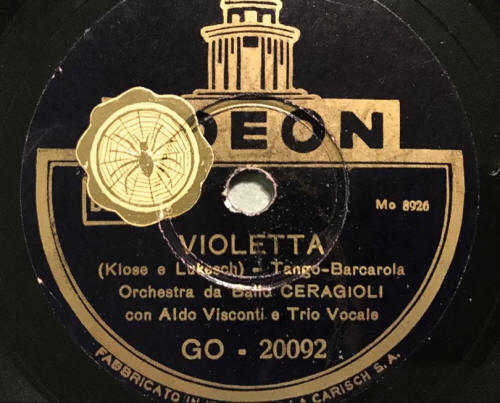 DEON
Mo 8926
VIOLETTA
(Klose e Lukesch) - Tango-Barcarola
Orchestra da Ballo CERAGIOLI
con Aldo Visconti e Trio Vocale
GO - 20092
FABBRICATO IN LA CARISCH S.A.